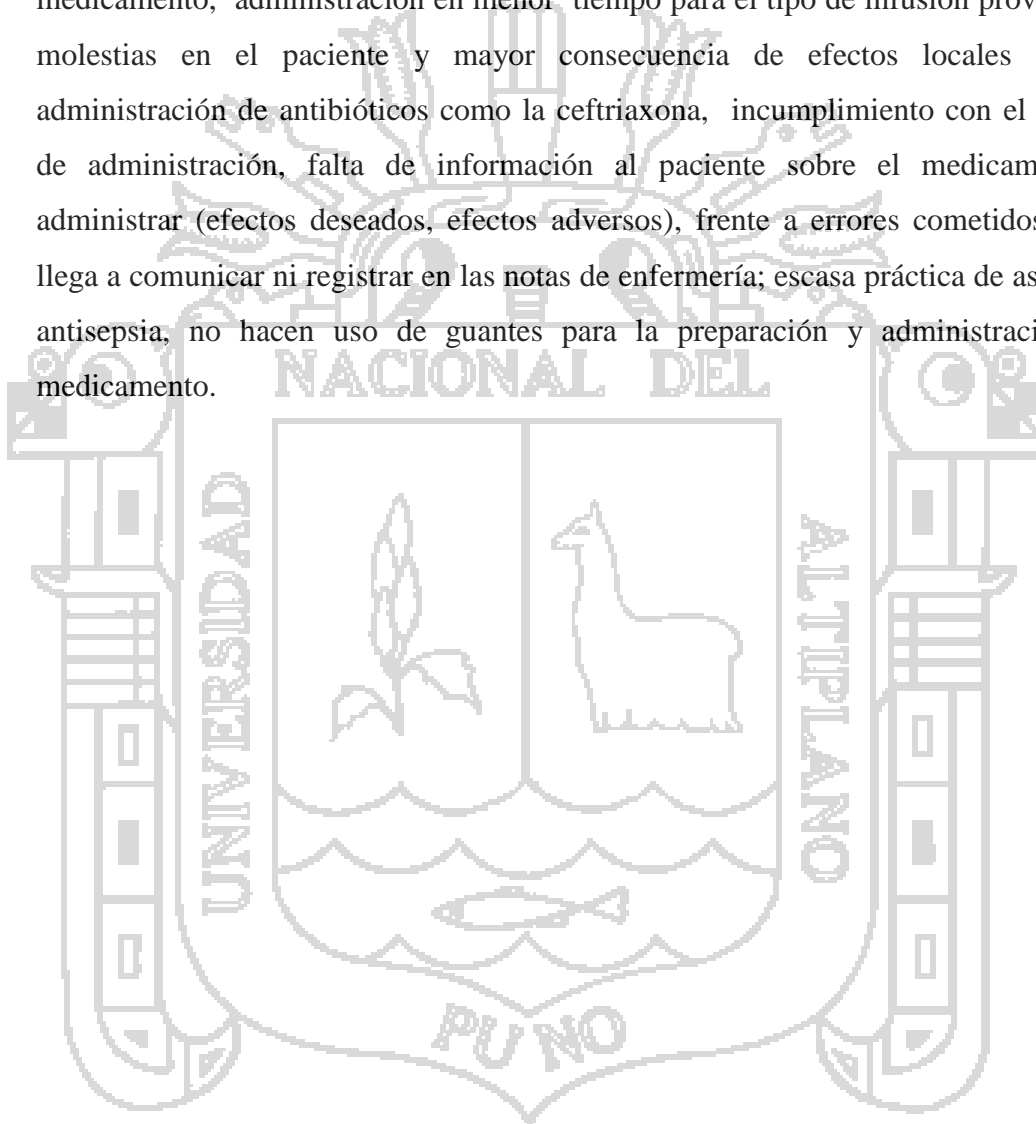 medicamento, administración en menor tiempo para el tipo de infusión
molestias en el paciente y mayor consecuencia de efectos locales
administración de antibióticos como la ceftriaxona, incumplimiento con el
de administración, falta de información al paciente sobre el
administrar (efectos deseados, efectos adversos), frente a errores cometidos
llega a comunicar ni registrar en las notas de enfermería; escasa práctica de
antisepsia, no hacen uso de guantes para la preparación y
medicamento.
NACIONAL DEL
UNIVERSIDAD
ALTIPLANO
PUNO